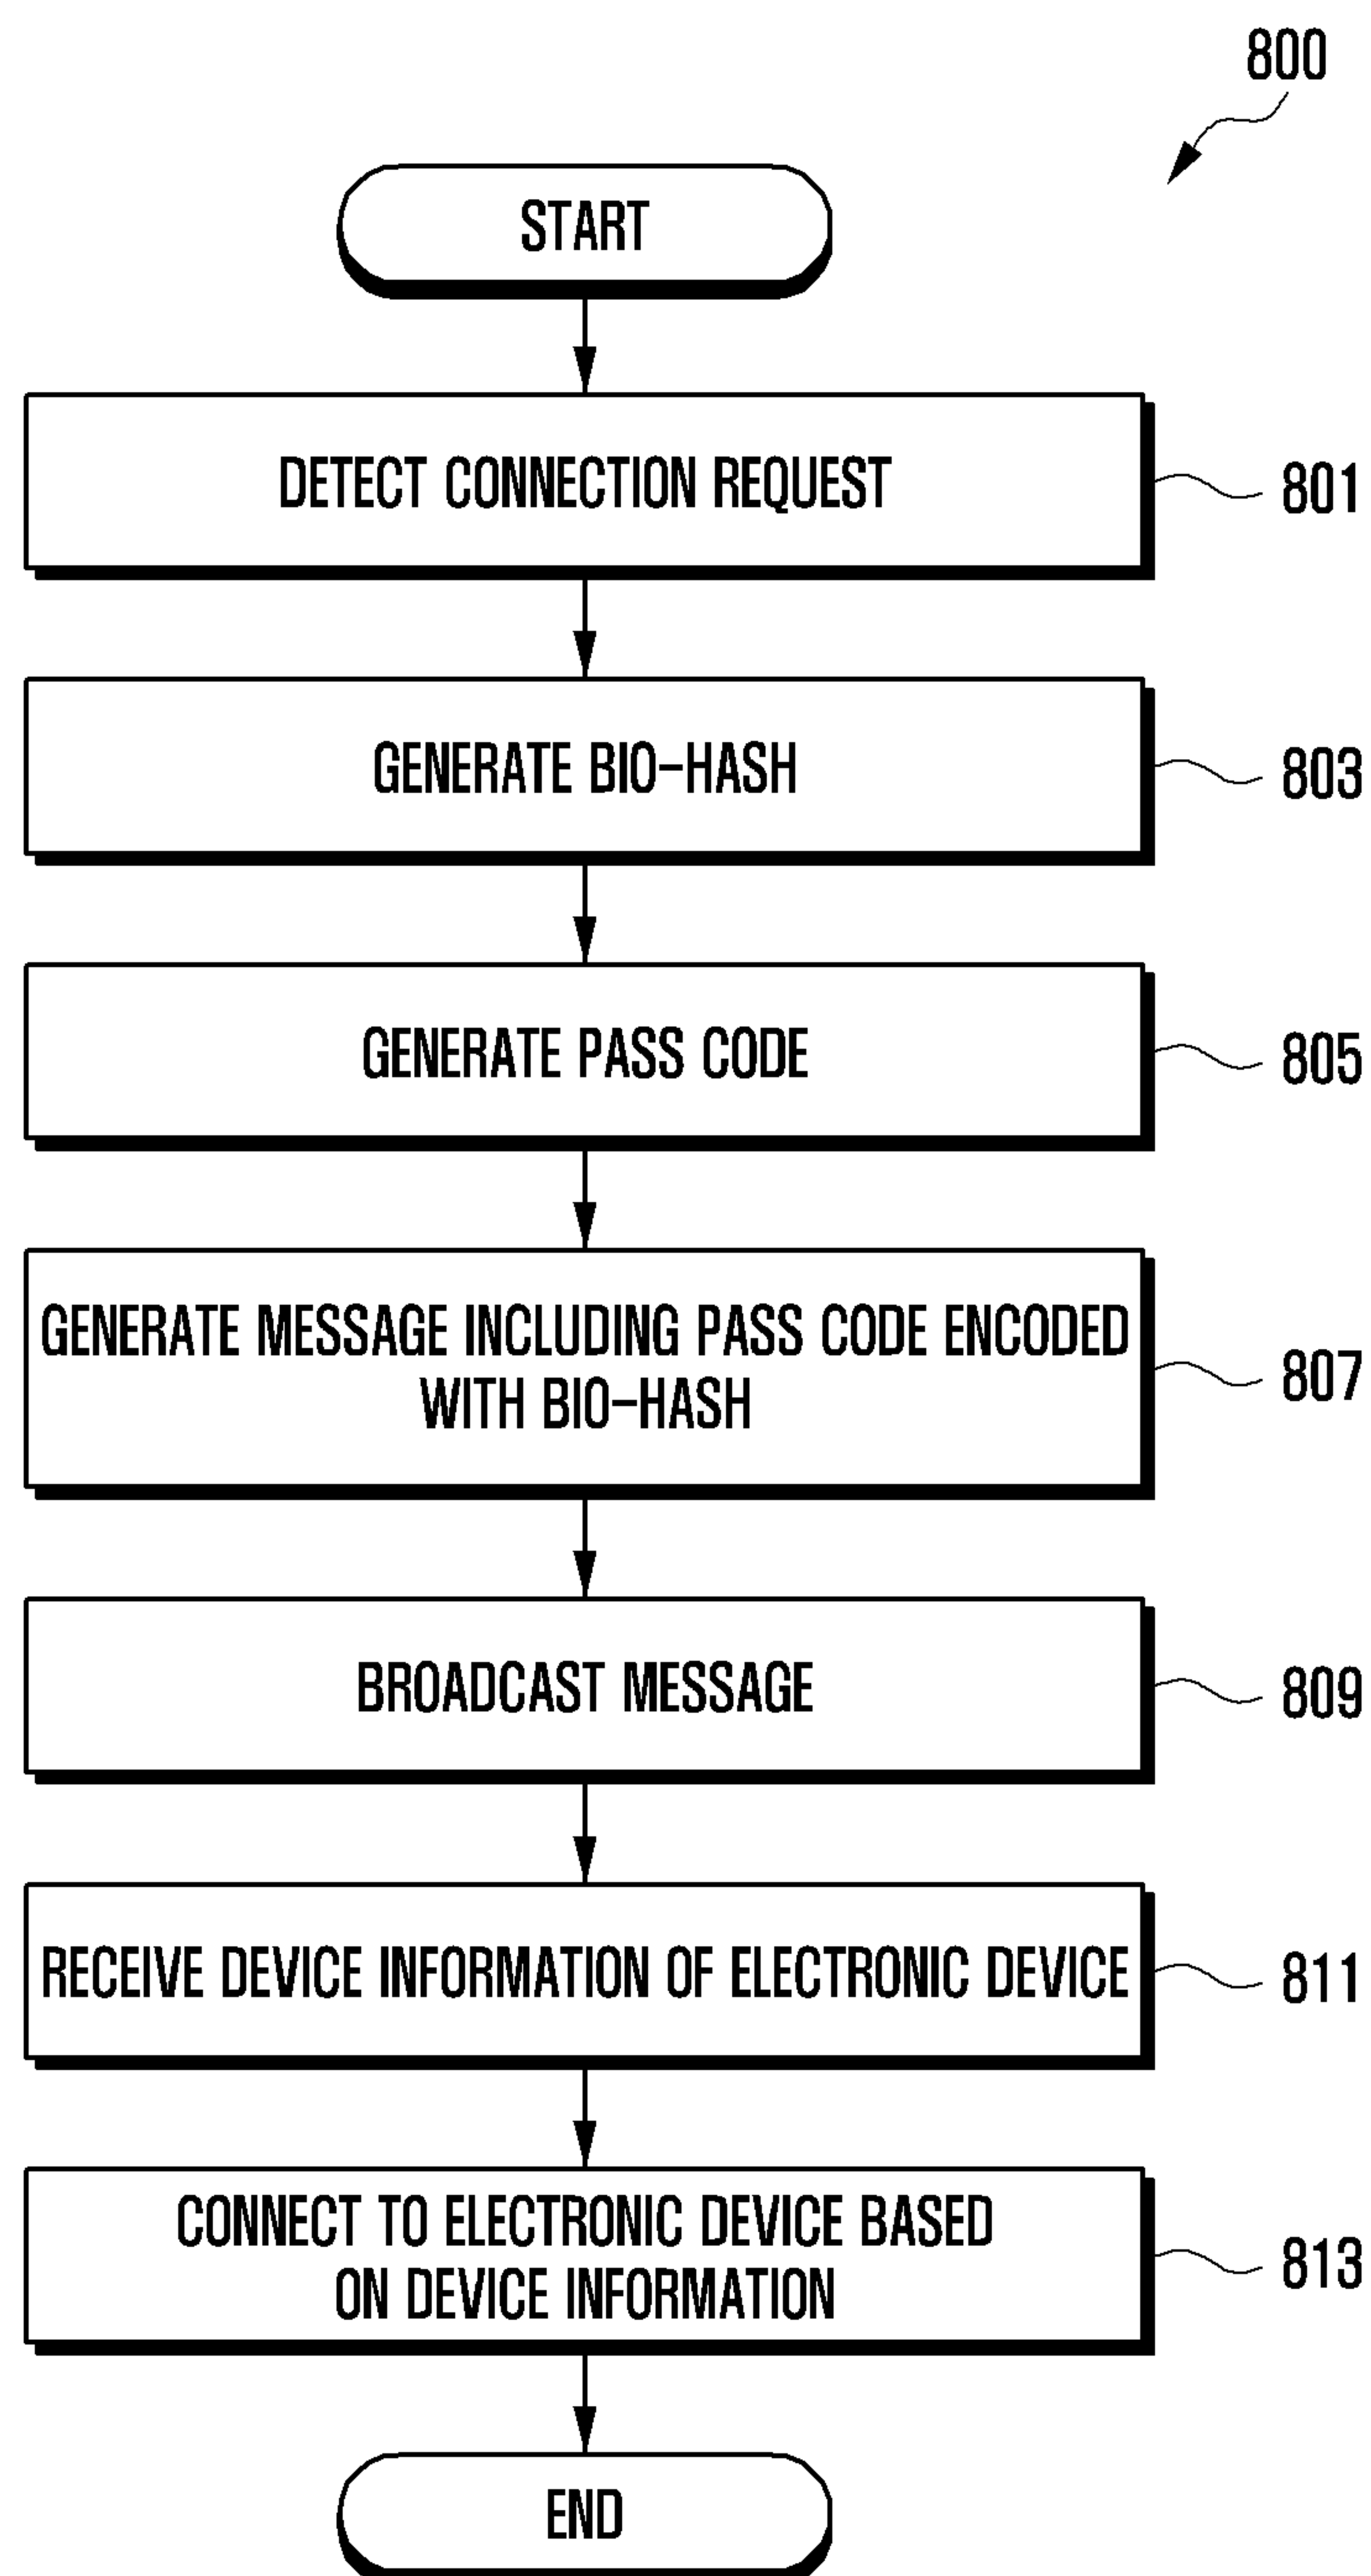 800
START
DETECT CONNECTION REQUEST
801
GENERATE BIO-HASH
803
GENERATE PASS CODE
805
GENERATE MESSAGE INCLUDING PASS CODE ENCODED
WITH BIO-HASH
807
BROADCAST MESSAGE
809
RECEIVE DEVICE INFORMATION OF ELECTRONIC DEVICE
811
CONNECT TO ELECTRONIC DEVICE BASED
ON DEVICE INFORMATION
813
END